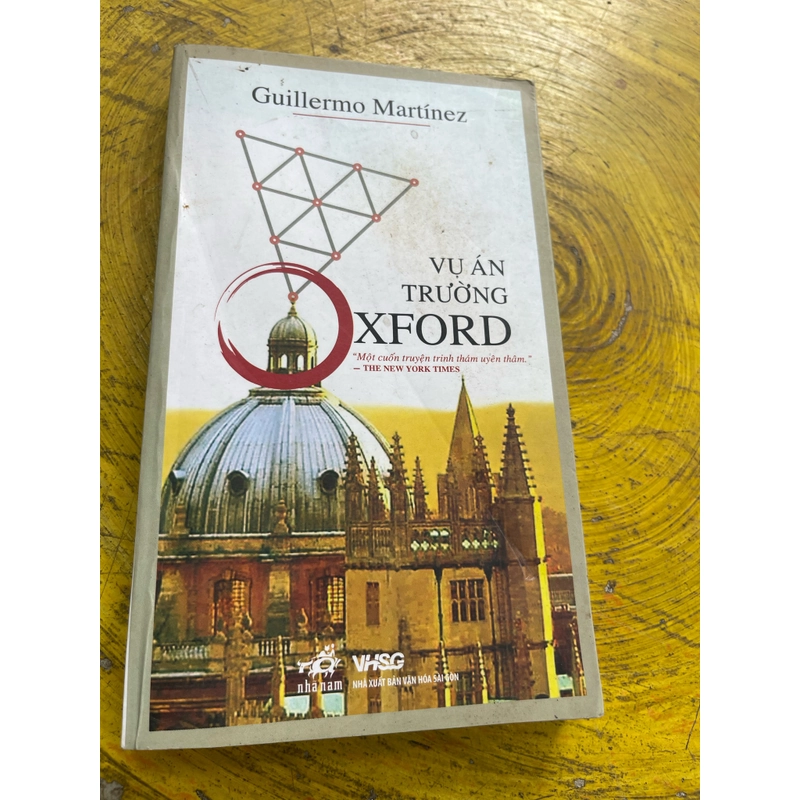 Guillermo Martínez
VỤ ÁN
TRƯỜNG
OXFORD
“Một cuốn truyện trinh thám uyên thâm.”
— THE NEW YORK TIMES
nhã nam
VHSG
NHÀ XUẤT BẢN VĂN HÓA SÀI GÒN